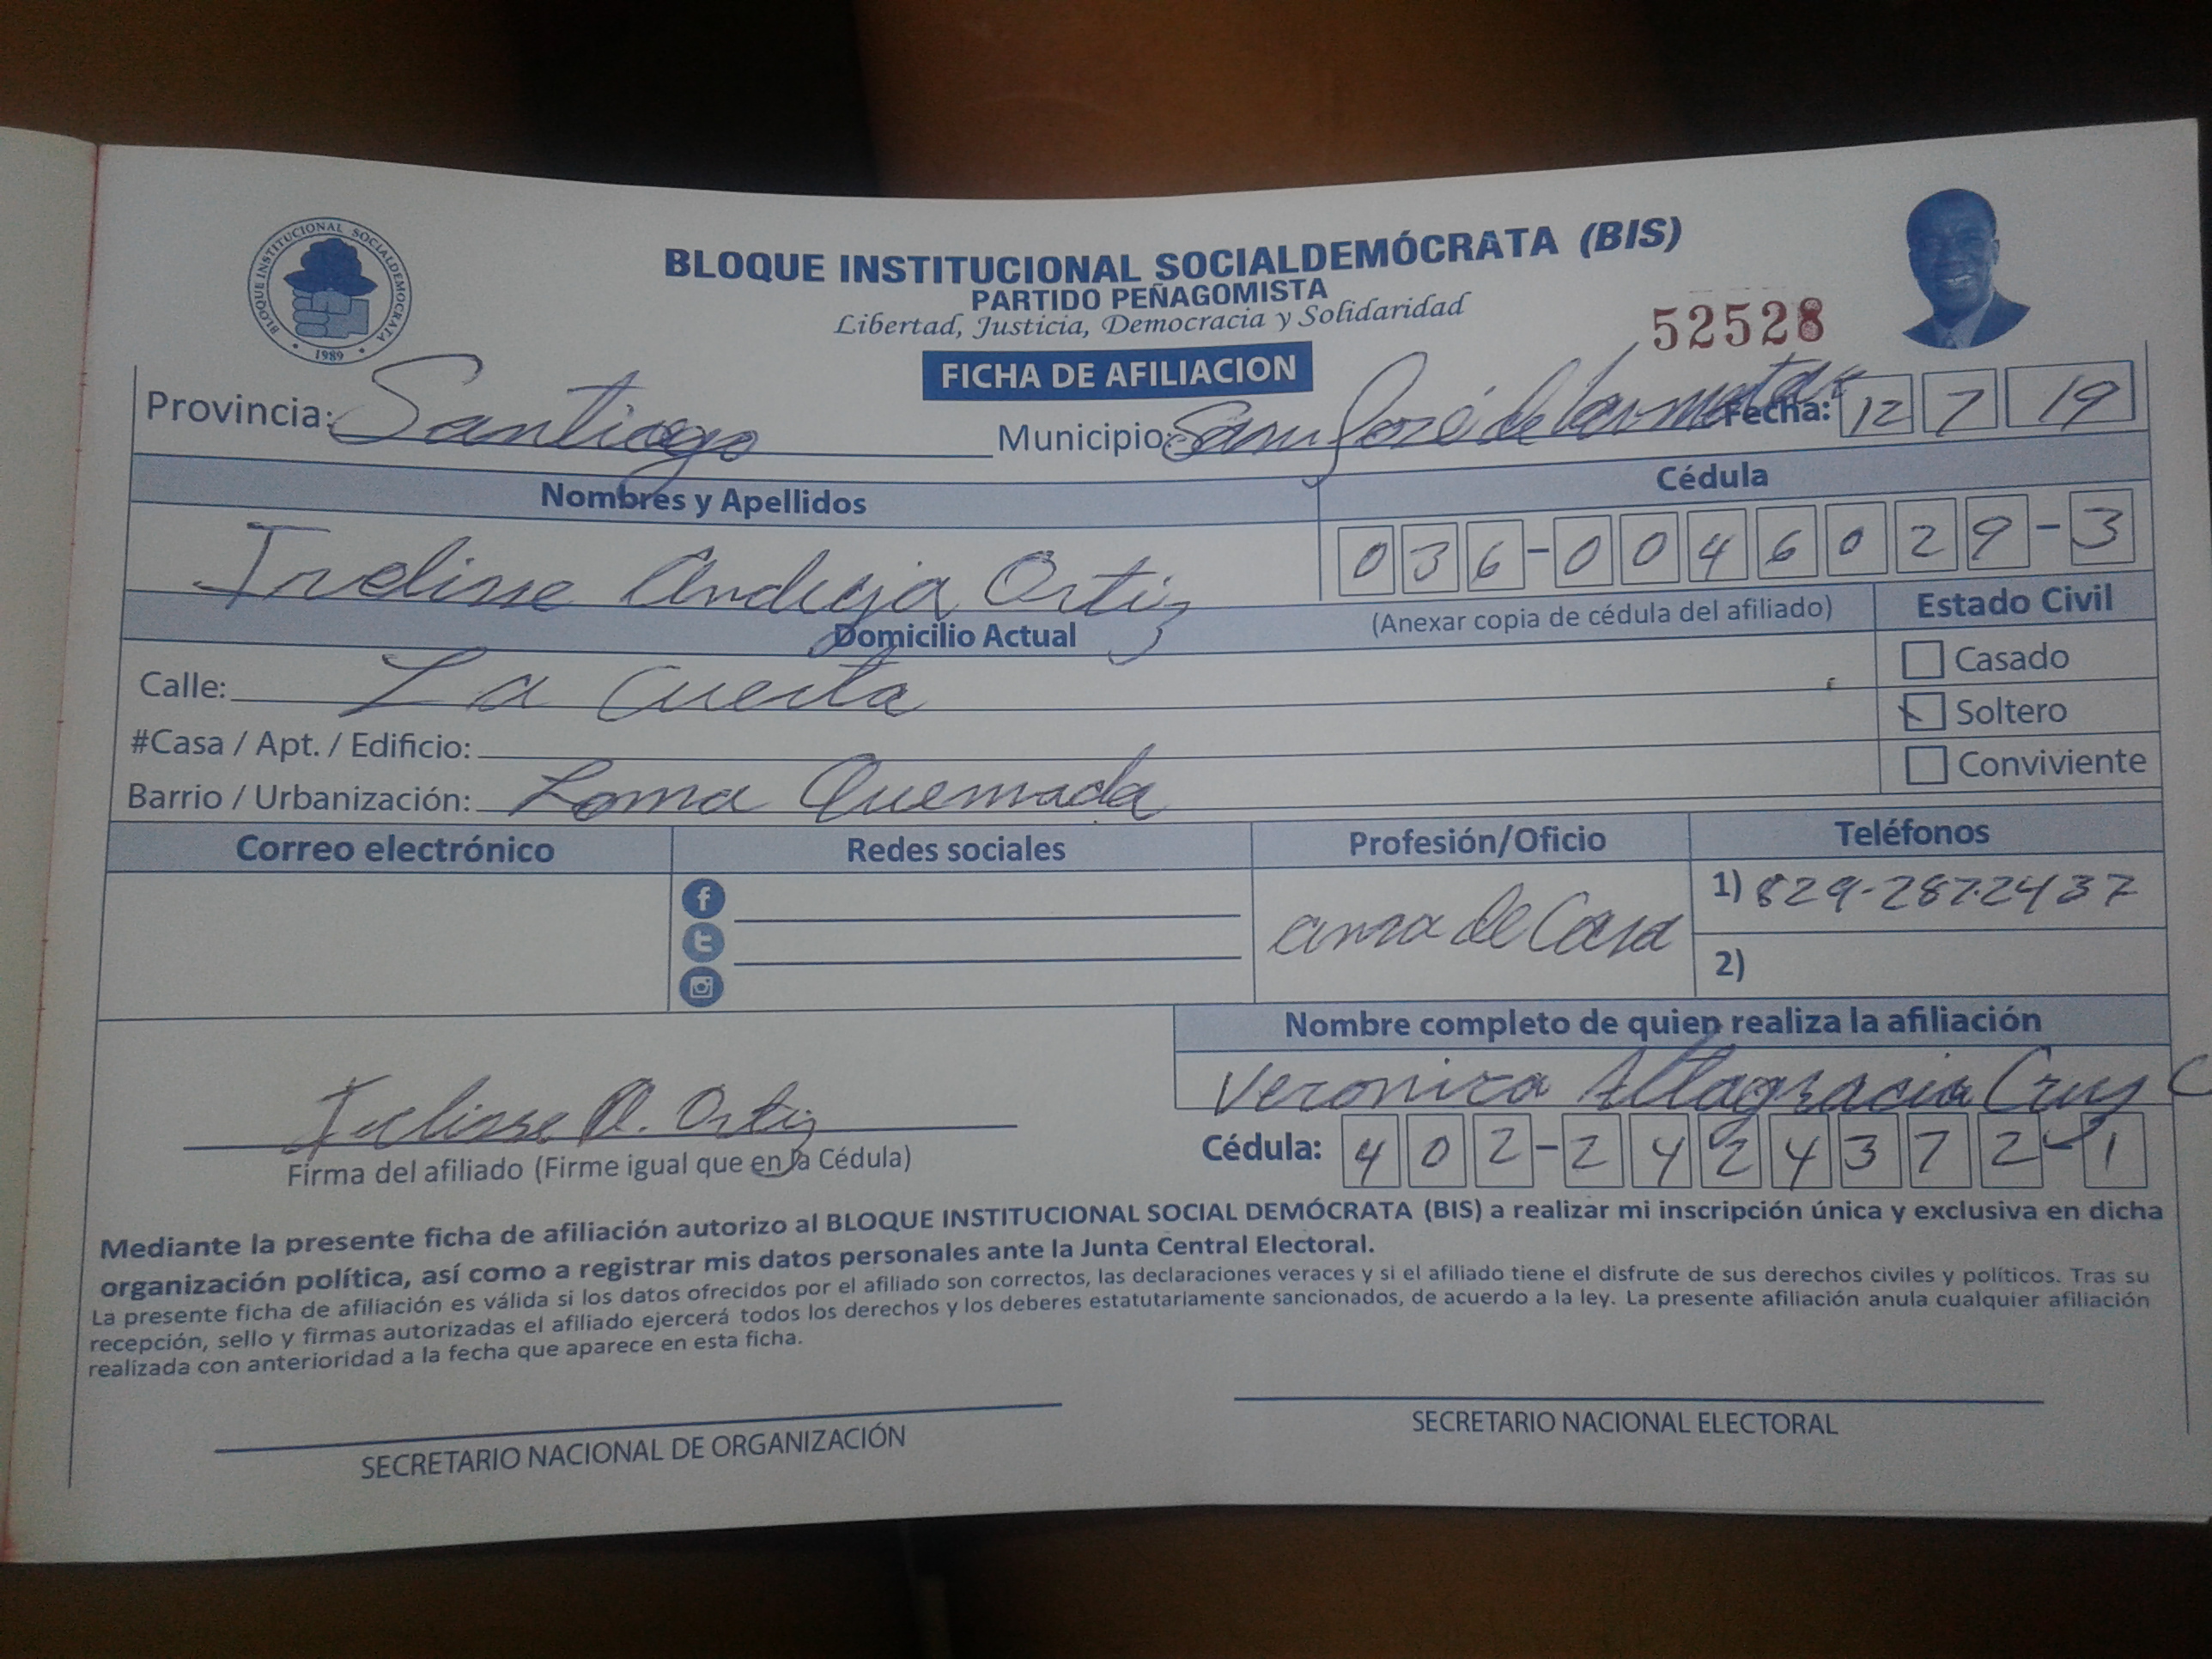 BLOQUE INSTITUCIONAL SOCIALDEMOCRATA
1989
BLOQUE INSTITUCIONAL SOCIALDEMÓCRATA (BIS)
PARTIDO PEÑAGOMISTA
Libertad, Justicia, Democracia y Solidaridad
52528
FICHA DE AFILIACION
Provincia: Santiago Municipio: San José de las matas Fecha: 12 7 19
Nombres y Apellidos Cédula
Ivelisse Anduja Ortiz 036-0046029-3
(Anexar copia de cédula del afiliado) Estado Civil
Domicilio Actual
Casado
Calle: La Cuesta
Soltero
#Casa / Apt. / Edificio:
Conviviente
Barrio / Urbanización: Loma Quemada
Correo electrónico Redes sociales Profesión/Oficio Teléfonos
1) 829-287-2437
ama de Casa
2)
Nombre completo de quien realiza la afiliación
Veronica Altagracia Cruz C
Ivelisse A. Ortiz
Firma del afiliado (Firme igual que en la Cédula)
Cédula: 402-2424372-1
Mediante la presente ficha de afiliación autorizo al BLOQUE INSTITUCIONAL SOCIAL DEMÓCRATA (BIS) a realizar mi inscripción única y exclusiva en dicha
organización política, así como a registrar mis datos personales ante la Junta Central Electoral.
La presente ficha de afiliación es válida si los datos ofrecidos por el afiliado son correctos, las declaraciones veraces y si el afiliado tiene el disfrute de sus derechos civiles y políticos. Tras su
recepción, sello y firmas autorizadas el afiliado ejercerá todos los derechos y los deberes estatutariamente sancionados, de acuerdo a la ley. La presente afiliación anula cualquier afiliación
realizada con anterioridad a la fecha que aparece en esta ficha.
SECRETARIO NACIONAL DE ORGANIZACIÓN
SECRETARIO NACIONAL ELECTORAL